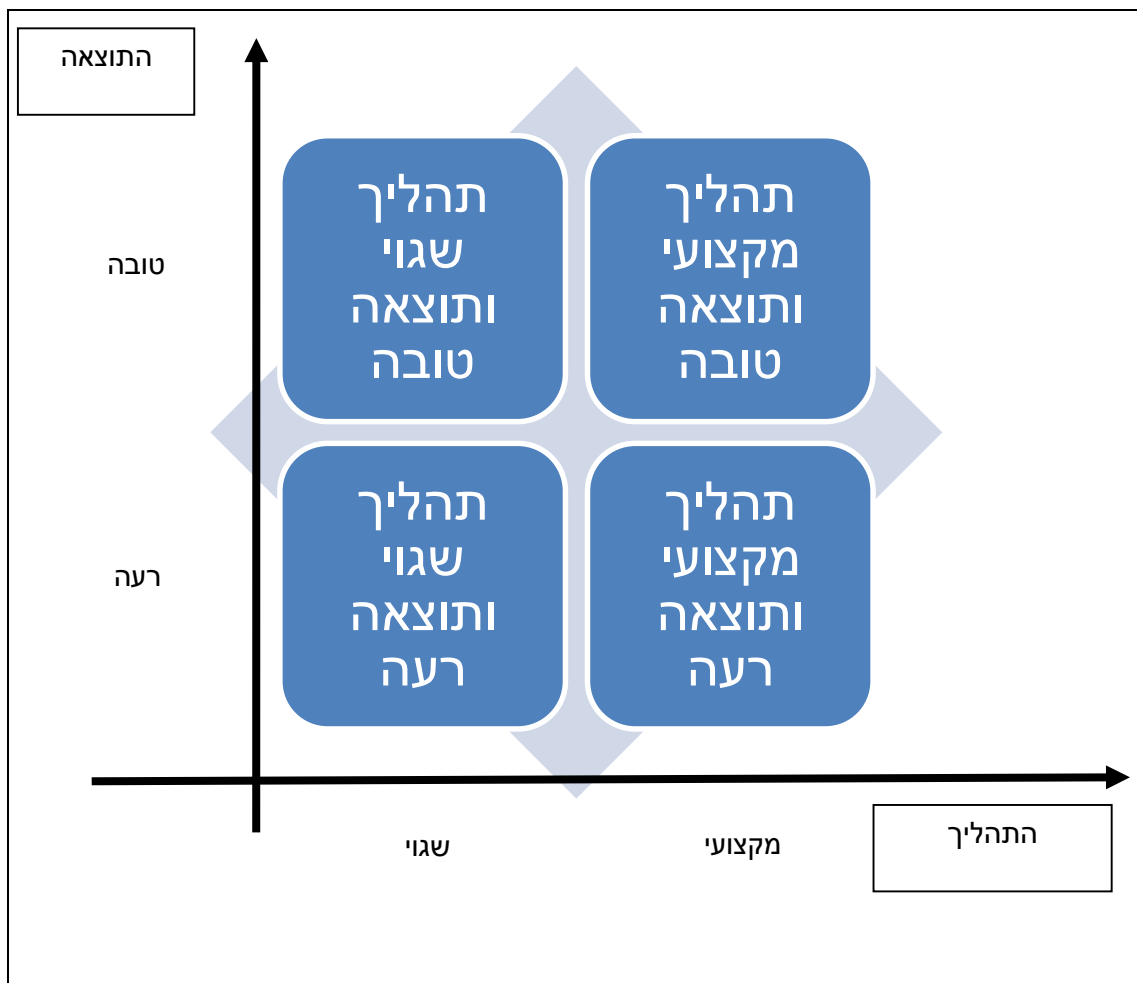 התוצאה
תהליך
מקצועי
ותוצאה
טובה
תהליך
שגוי
ותוצאה
טובה
טובה
תהליך
מקצועי
ותוצאה
רעה
תהליך
שגוי
ותוצאה
רעה
רעה
התהליך
מקצועי
שגוי